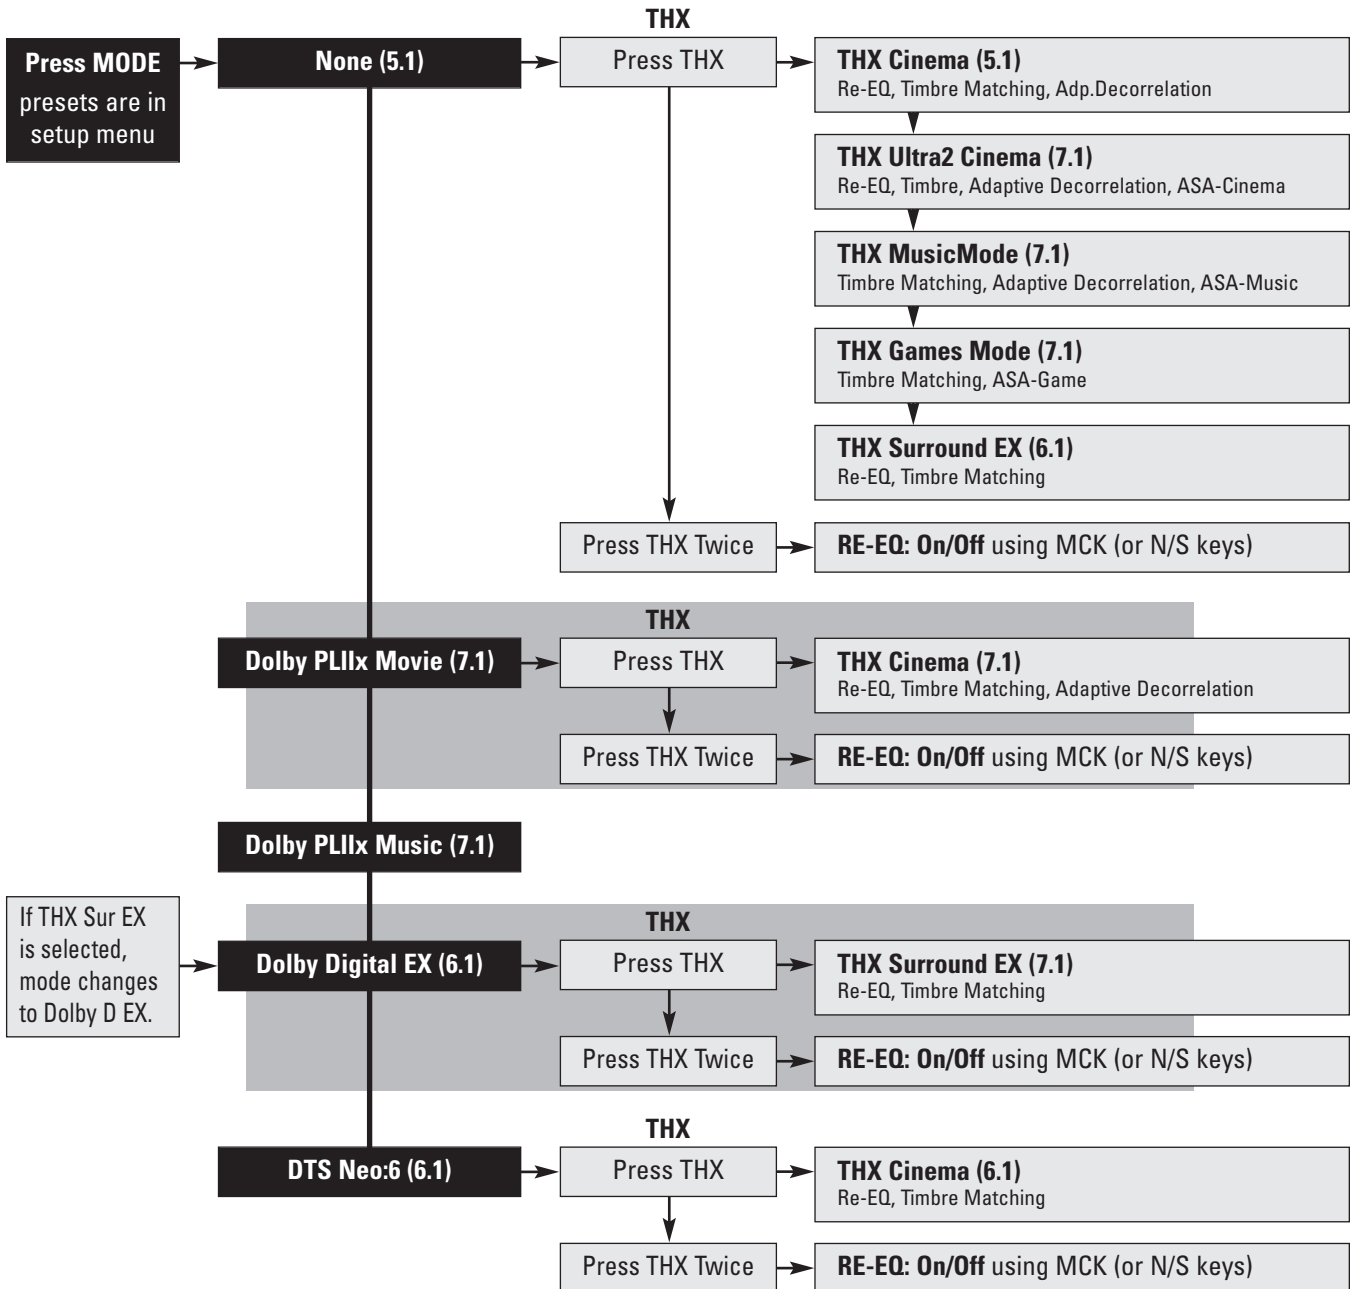 THX
Press MODE
presets are in
setup menu
None (5.1)
Press THX
THX Cinema (5.1)
Re-EQ, Timbre Matching, Adp.Decorrelation
THX Ultra2 Cinema (7.1)
Re-EQ, Timbre, Adaptive Decorrelation, ASA-Cinema
THX MusicMode (7.1)
Timbre Matching, Adaptive Decorrelation, ASA-Music
THX Games Mode (7.1)
Timbre Matching, ASA-Game
THX Surround EX (6.1)
Re-EQ, Timbre Matching
Press THX Twice
RE-EQ: On/Off using MCK (or N/S keys)
THX
Dolby PLIIx Movie (7.1)
Press THX
THX Cinema (7.1)
Re-EQ, Timbre Matching, Adaptive Decorrelation
Press THX Twice
RE-EQ: On/Off using MCK (or N/S keys)
Dolby PLIIx Music (7.1)
If THX Sur EX
is selected,
mode changes
to Dolby D EX.
THX
Dolby Digital EX (6.1)
Press THX
THX Surround EX (7.1)
Re-EQ, Timbre Matching
Press THX Twice
RE-EQ: On/Off using MCK (or N/S keys)
THX
DTS Neo:6 (6.1)
Press THX
THX Cinema (6.1)
Re-EQ, Timbre Matching
Press THX Twice
RE-EQ: On/Off using MCK (or N/S keys)